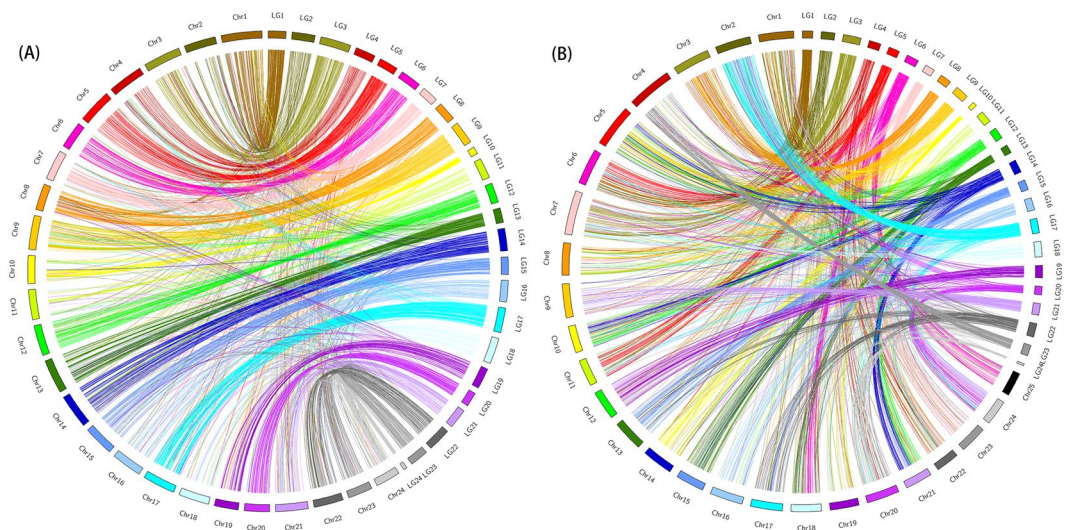 (A)
Chr1
LG1
LG2
LG3
LG4
LG5
LG6
LG7
LG8
LG9
LG10
LG11
LG12
LG13
LG14
LG15
LG16
LG17
LG18
LG19
LG20
LG21
LG22
LG23
LG24
Chr24
Chr23
Chr22
Chr21
Chr20
Chr19
Chr18
Chr17
Chr16
Chr15
Chr14
Chr13
Chr12
Chr11
Chr10
Chr9
Chr8
Chr7
Chr6
Chr5
Chr4
Chr3
Chr2
(B)
Chr1
LG1
LG2
LG3
LG4
LG5
LG6
LG7
LG8
LG9
LG10
LG11
LG12
LG13
LG14
LG15
LG16
LG17
LG18
LG19
LG20
LG21
LG22
LG23
LG24
Chr25
Chr24
Chr23
Chr22
Chr21
Chr20
Chr19
Chr18
Chr17
Chr16
Chr15
Chr14
Chr13
Chr12
Chr11
Chr10
Chr9
Chr8
Chr7
Chr6
Chr5
Chr4
Chr3
Chr2